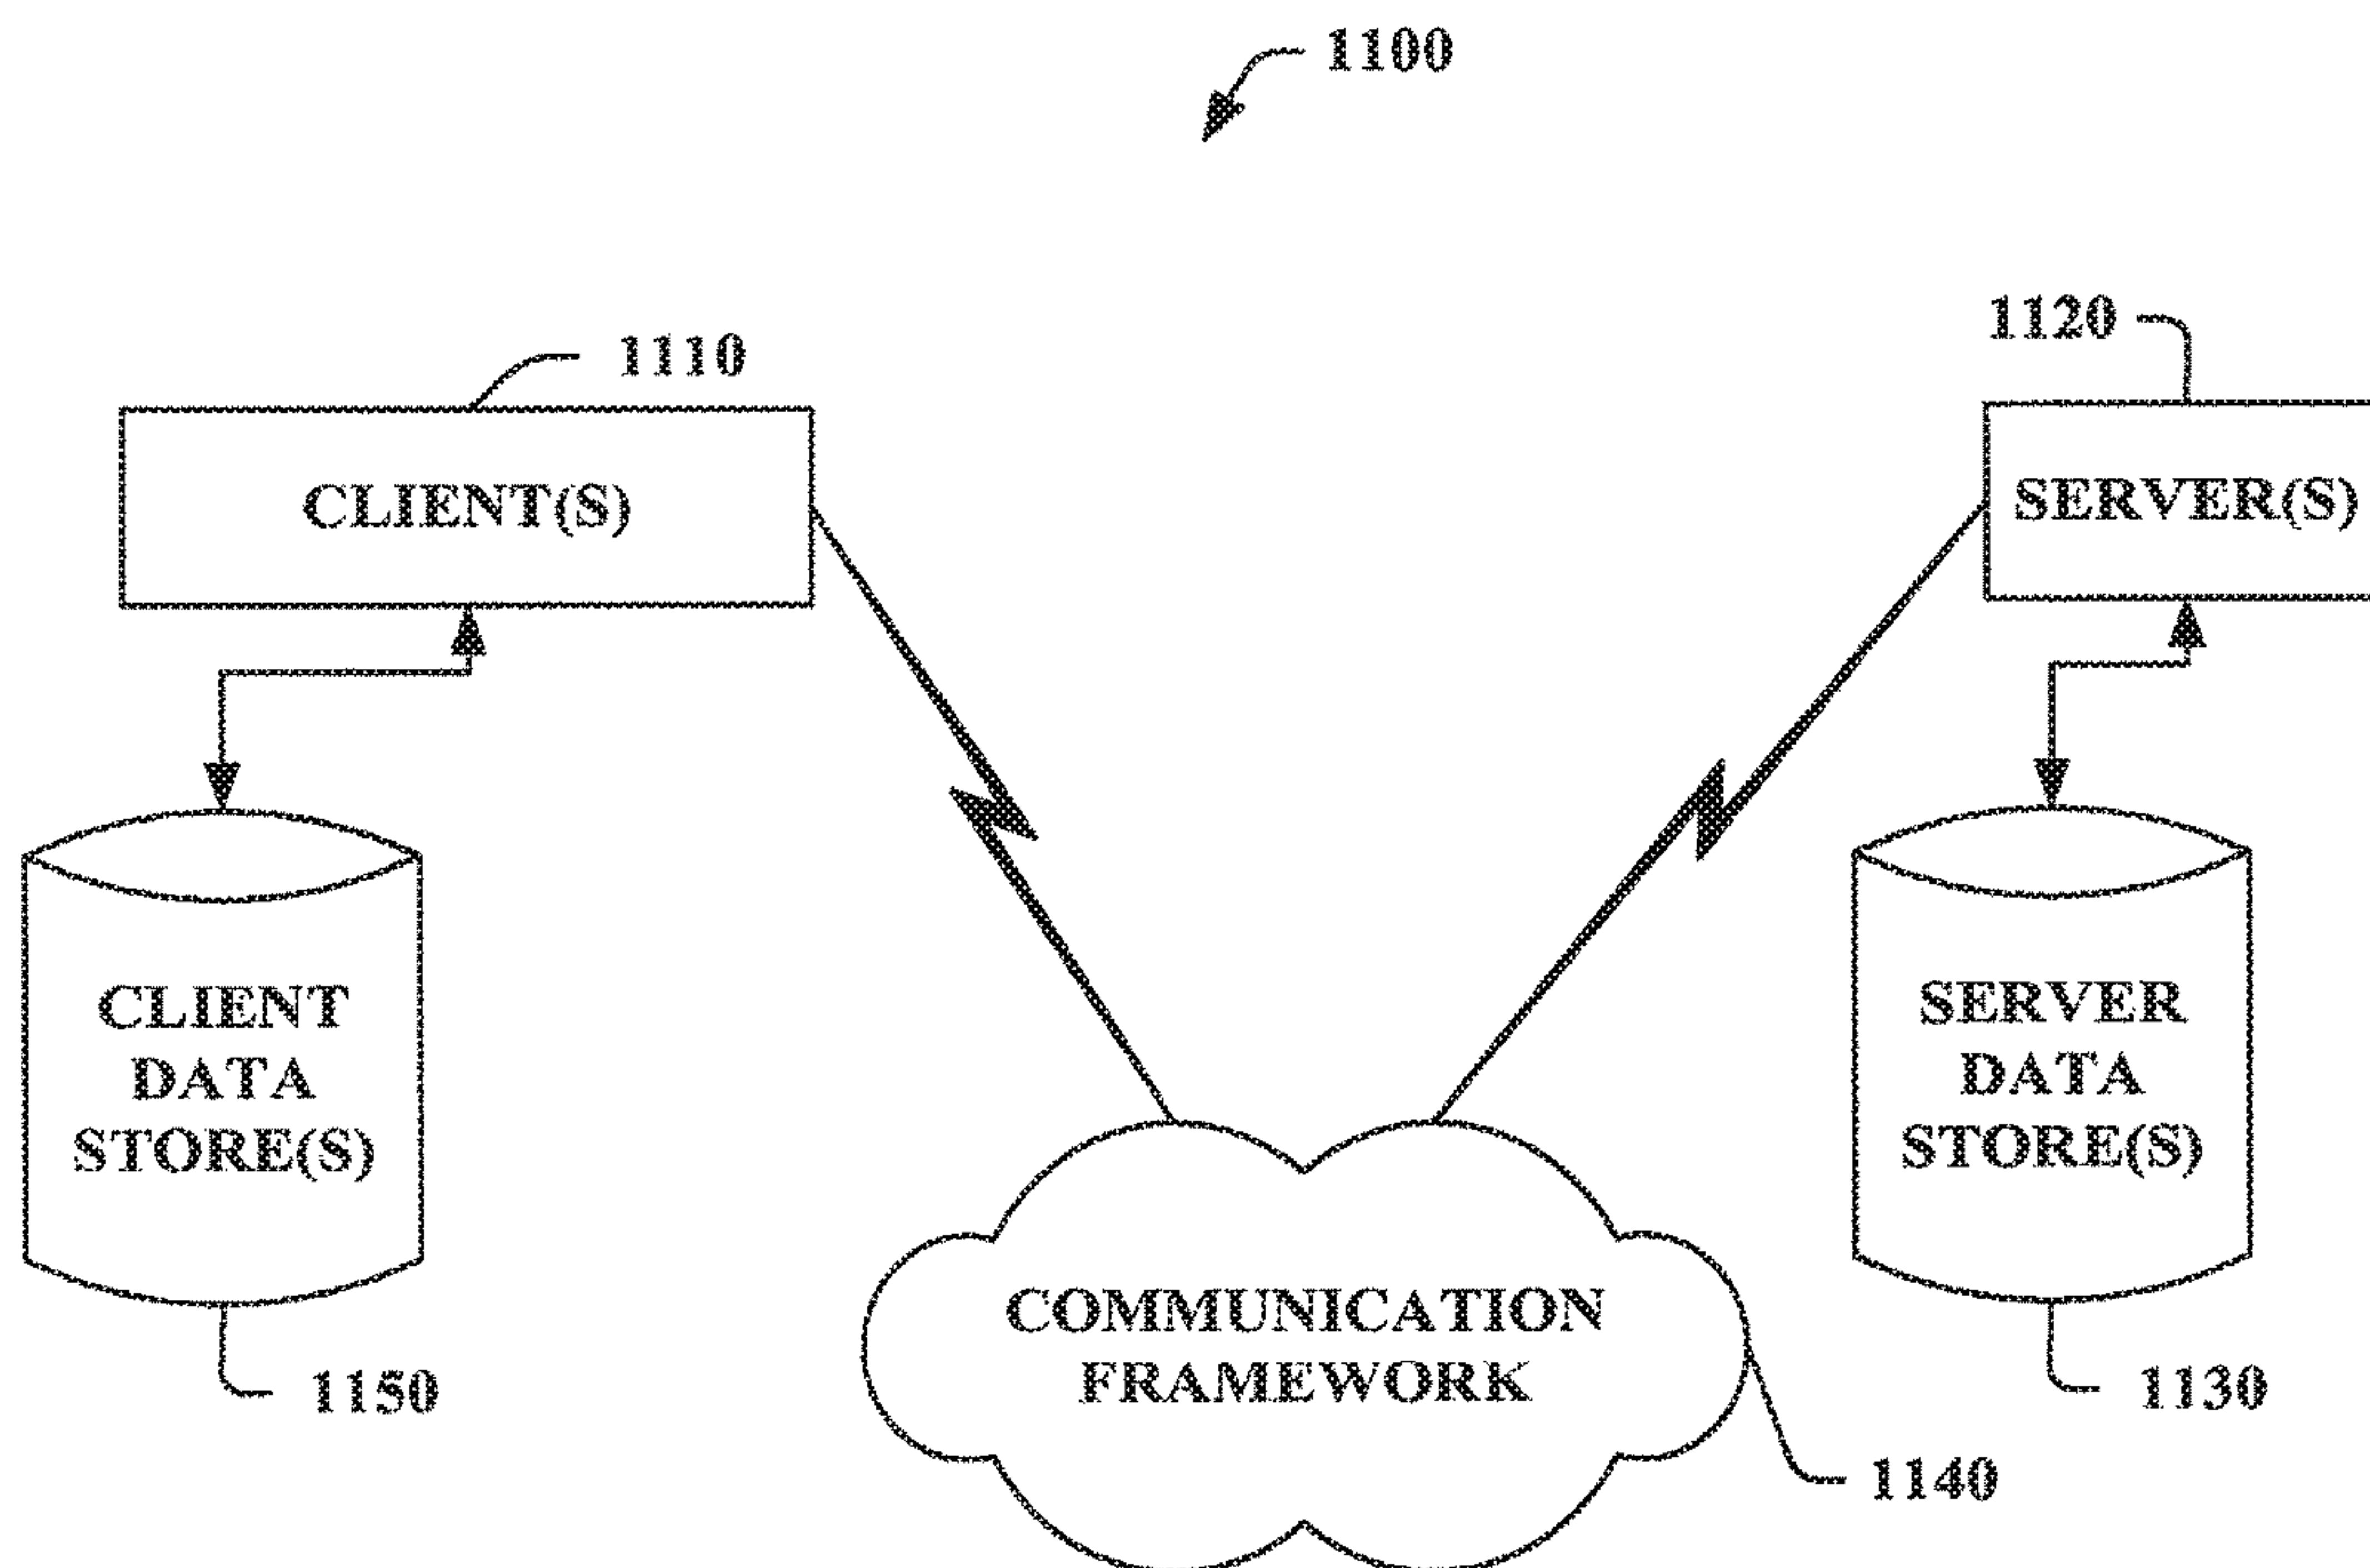 1100
1110
1120
CLIENT(S)
SERVER(S)
CLIENT
DATA
STORE(S)
SERVER
DATA
STORE(S)
COMMUNICATION
FRAMEWORK
1150
1130
1140